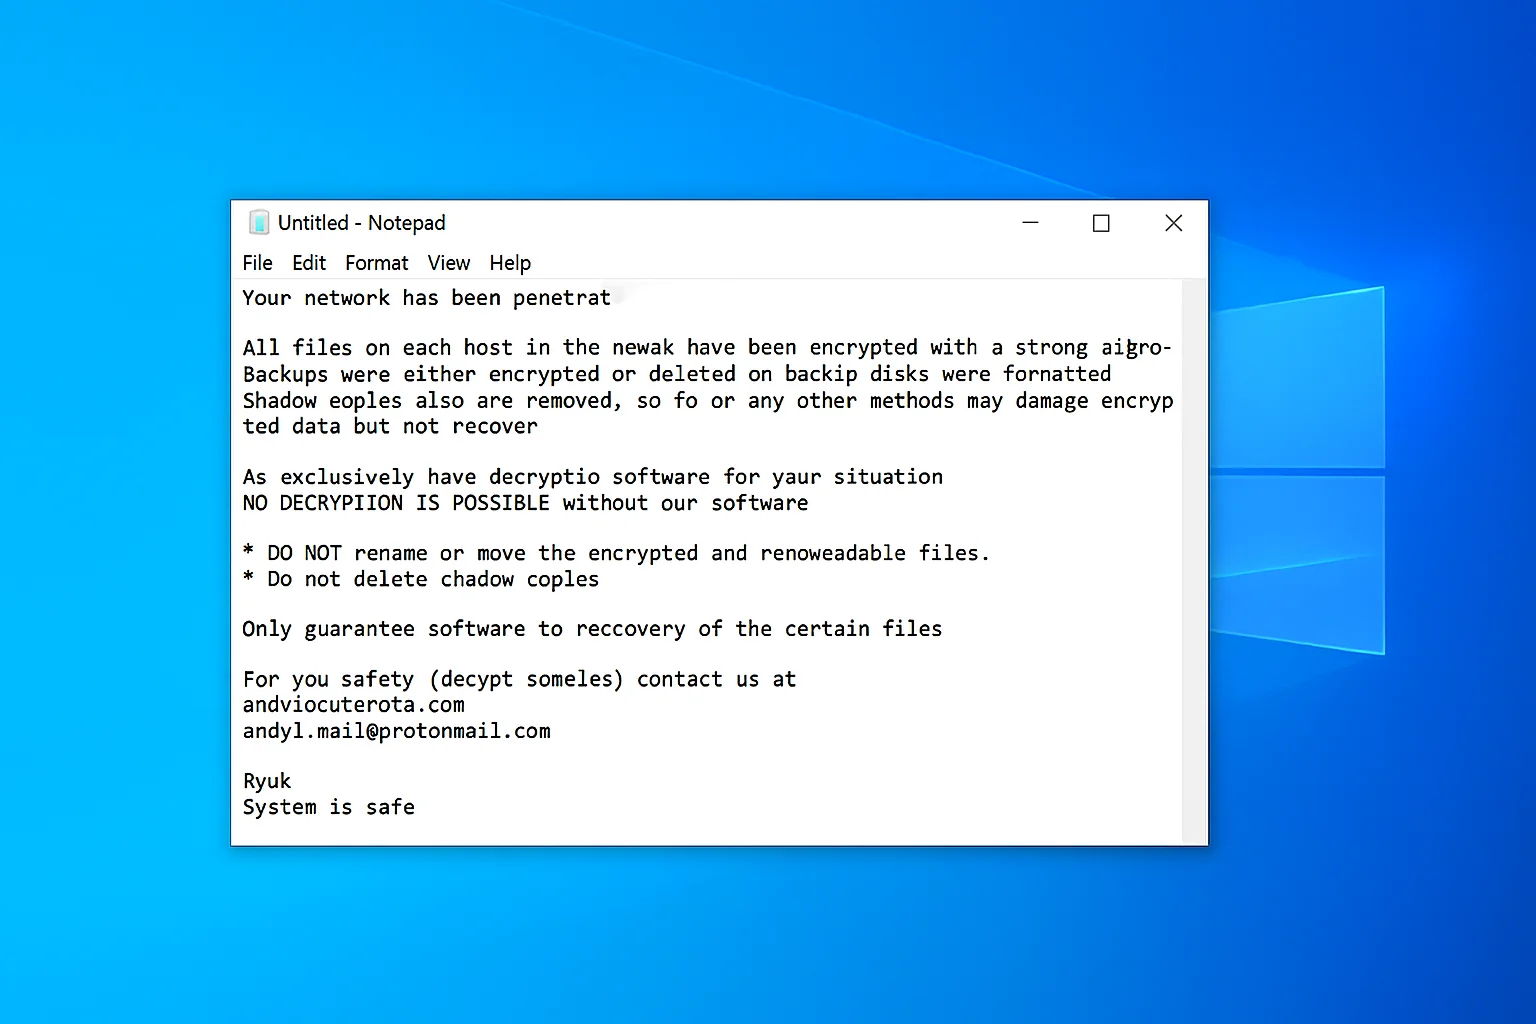 Untitled - Notepad
File Edit Format View Help
Your network has been penetrat
All files on each host in the newak have been encrypted with a strong aigro-
Backups were either encrypted or deleted on backip disks were fornatted
Shadow eoples also are removed, so fo or any other methods may damage encryp
ted data but not recover
As exclusively have decryptio software for yaur situation
NO DECRYPIION IS POSSIBLE without our software
* DO NOT rename or move the encrypted and renoweadable files.
* Do not delete chadow coples
Only guarantee software to reccovery of the certain files
For you safety (decypt someles) contact us at
andviocuterota.com
andyl.mail@protonmail.com
Ryuk
System is safe